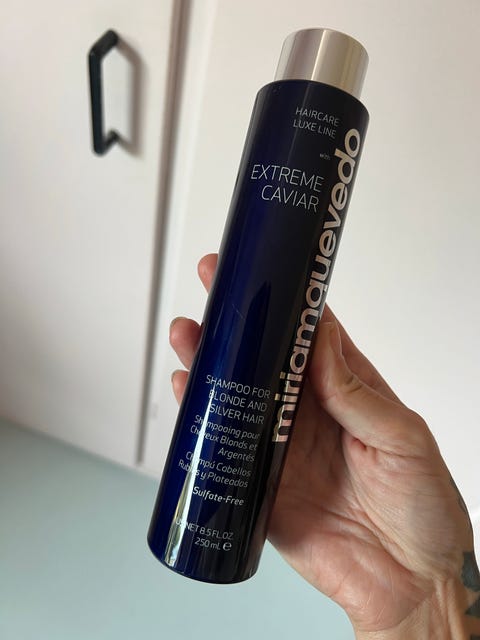 HAIRCARE
LUXE LINE
with
EXTREME
CAVIAR
miriamquevedo
SHAMPOO FOR
BLONDE AND
SILVER HAIR
Shampooing pour
Cheveux Blonds et
Argentés
Champú Cabellos
Rubios y Plateados
Sulfate-Free
NET 8.5 FL.OZ.
250 mL ℮